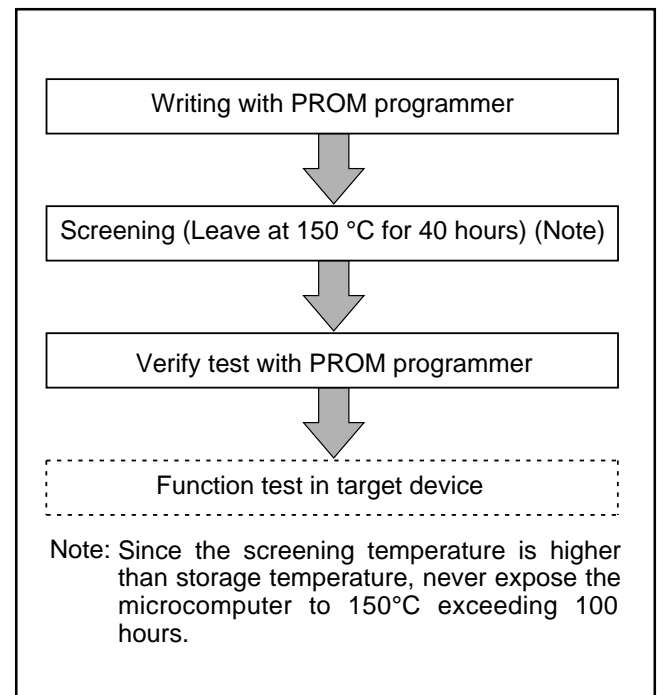 Writing with PROM programmer
Screening (Leave at 150 °C for 40 hours) (Note)
Verify test with PROM programmer
Function test in target device
Note: Since the screening temperature is higher
than storage temperature, never expose the
microcomputer to 150°C exceeding 100
hours.